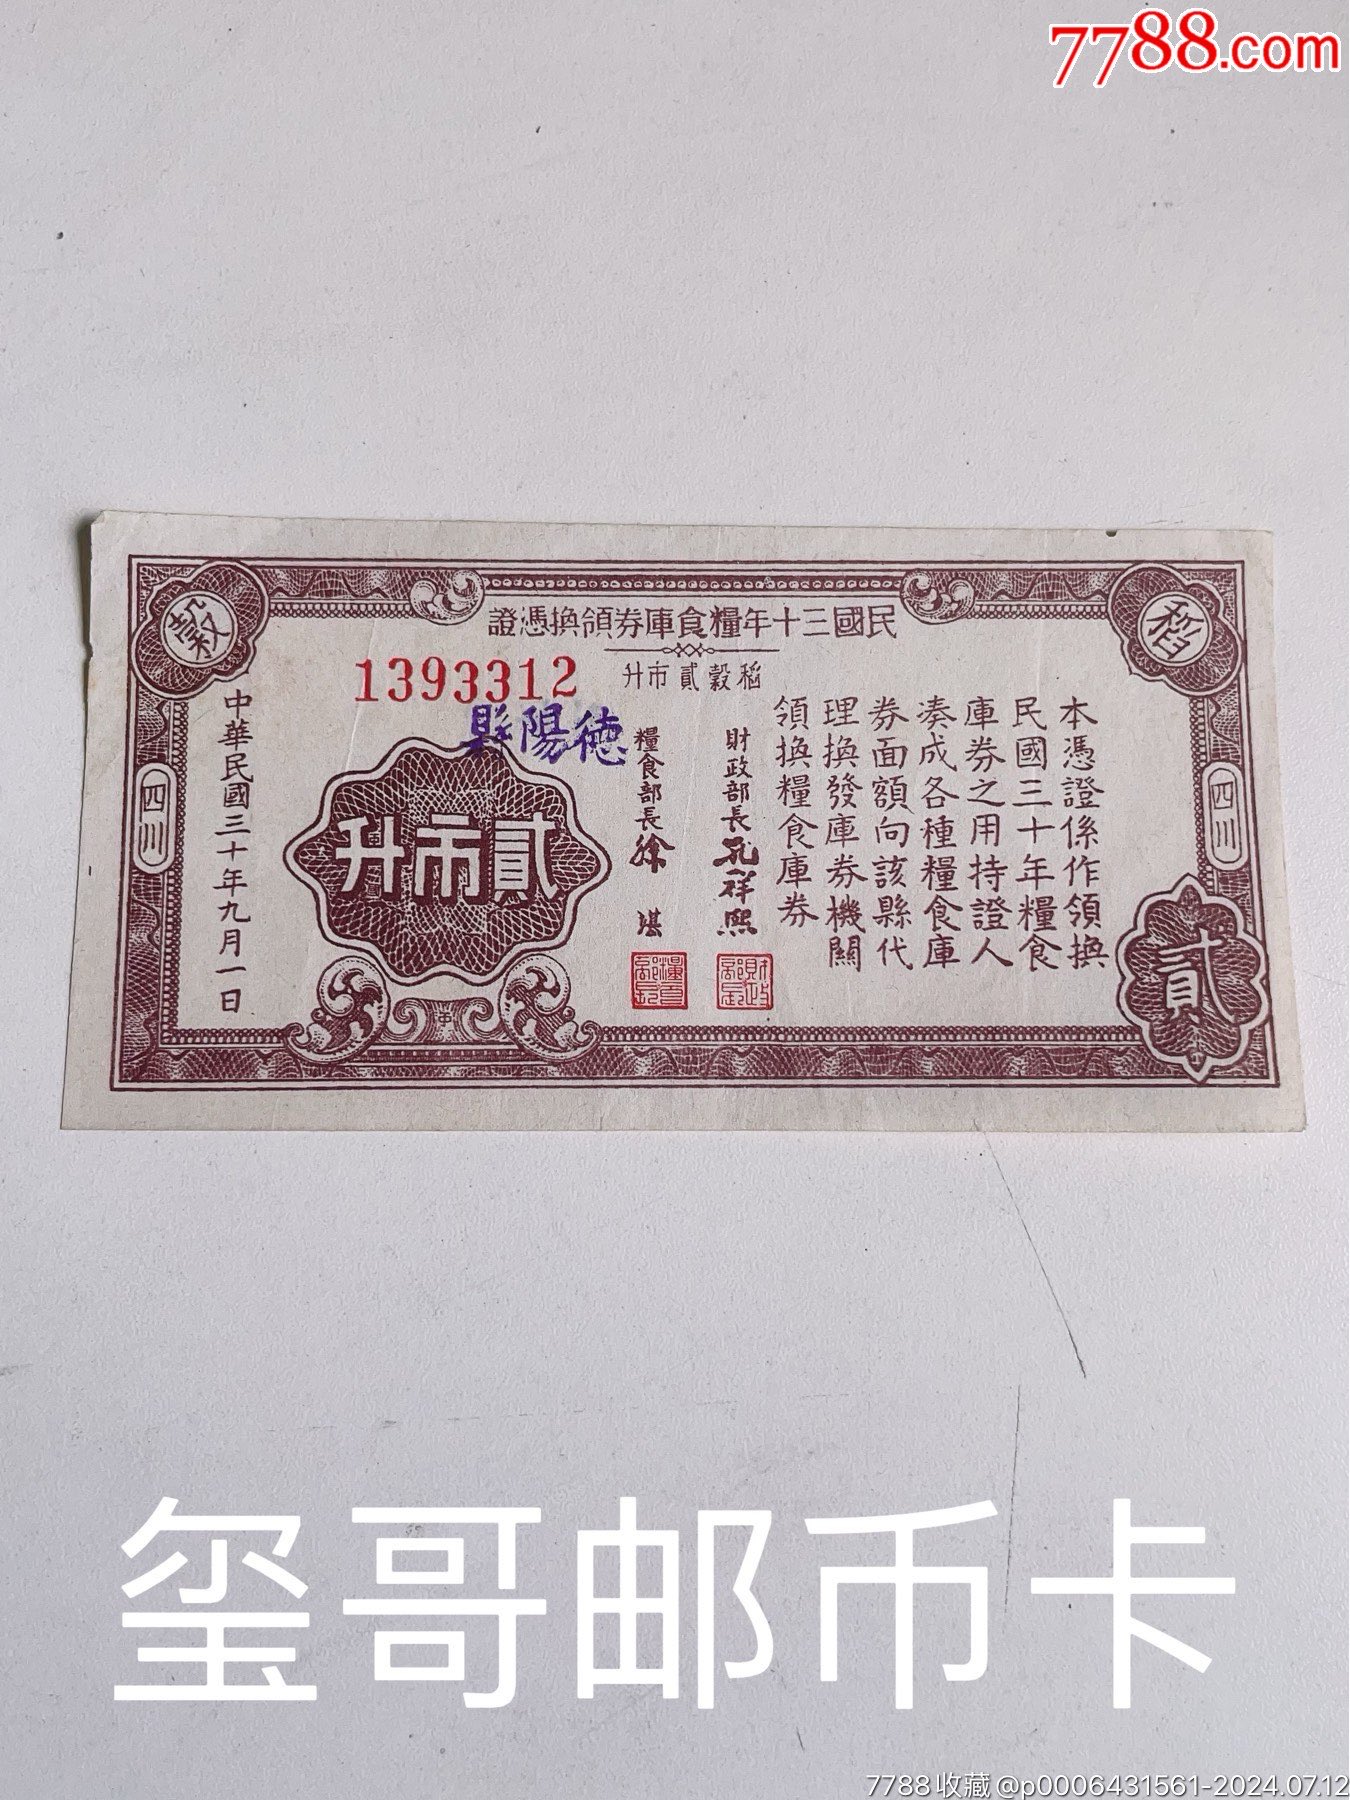 7788.com
民國三十年糧食庫券領換憑證
稻穀貳市升
1393312
德陽縣
穀
稻
四川
四川
本憑證係作領換
民國三十年糧食
庫券之用持證人
湊成各種糧食庫
券面額向該縣代
理換發庫券機關
領換糧食庫券
財政部長孔祥熙
糧食部長徐堪
貳市升
中華民國三十年九月一日
貳
玺哥邮币卡
7788收藏@p0006431561-2024.07.12